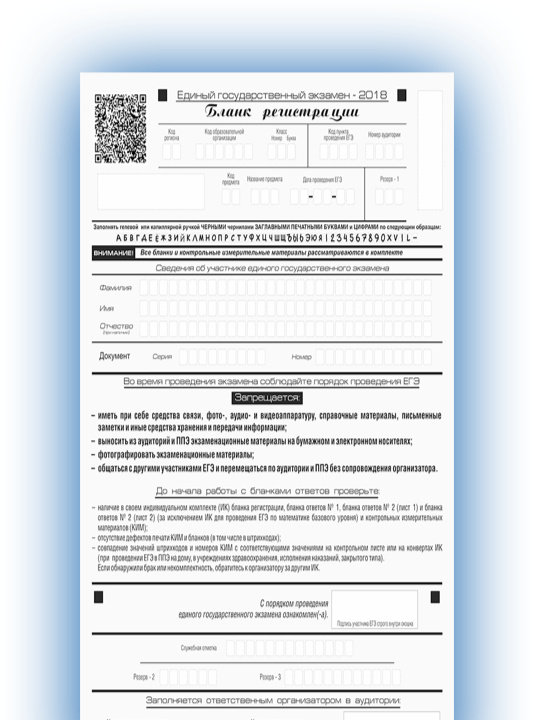 Единый государственный экзамен - 2018
Бланк регистрации
Код региона
Код образовательной организации
Класс
Номер Буква
Код пункта проведения ЕГЭ
Номер аудитории
Код предмета
Название предмета
Дата проведения ЕГЭ
Резерв - 1
Заполнять гелевой или капиллярной ручкой ЧЕРНЫМИ чернилами ЗАГЛАВНЫМИ ПЕЧАТНЫМИ БУКВАМИ и ЦИФРАМИ по следующим образцам:
А Б В Г Д Е Ё Ж З И Й К Л М Н О П Р С Т У Ф Х Ц Ч Ш Щ Ъ Ы Ь Э Ю Я 1 2 3 4 5 6 7 8 9 0 X V I L -
ВНИМАНИЕ! Все бланки и контрольные измерительные материалы рассматриваются в комплекте
Сведения об участнике единого государственного экзамена
Фамилия
Имя
Отчество
(при наличии)
Документ Серия Номер
Во время проведения экзамена соблюдайте порядок проведения ЕГЭ
Запрещается:
– иметь при себе средства связи, фото-, аудио- и видеоаппаратуру, справочные материалы, письменные
заметки и иные средства хранения и передачи информации;
– выносить из аудиторий и ППЭ экзаменационные материалы на бумажном и электронном носителях;
– фотографировать экзаменационные материалы;
– общаться с другими участниками ЕГЭ и перемещаться по аудитории и ППЭ без сопровождения организатора.
До начала работы с бланками ответов проверьте:
– наличие в своем индивидуальном комплекте (ИК) бланка регистрации, бланка ответов № 1, бланка ответов № 2 (лист 1) и бланка
ответов № 2 (лист 2) (за исключением ИК для проведения ЕГЭ по математике базового уровня) и контрольных измерительных
материалов (КИМ);
– отсутствие дефектов печати КИМ и бланков (в том числе в штрихкодах);
– совпадение значений штрихкодов и номеров КИМ с соответствующими значениями на контрольном листе или на конвертах ИК
(при проведении ЕГЭ в ППЭ на дому, в учреждениях здравоохранения, исполнения наказаний, закрытого типа).
Если обнаружили брак или некомплектность, обратитесь к организатору за другим ИК.
С порядком проведения
единого государственного экзамена ознакомлен(-а).
Подпись участника ЕГЭ строго внутри окошка
Служебная отметка
Резерв - 2 Резерв - 3
Заполняется ответственным организатором в аудитории: